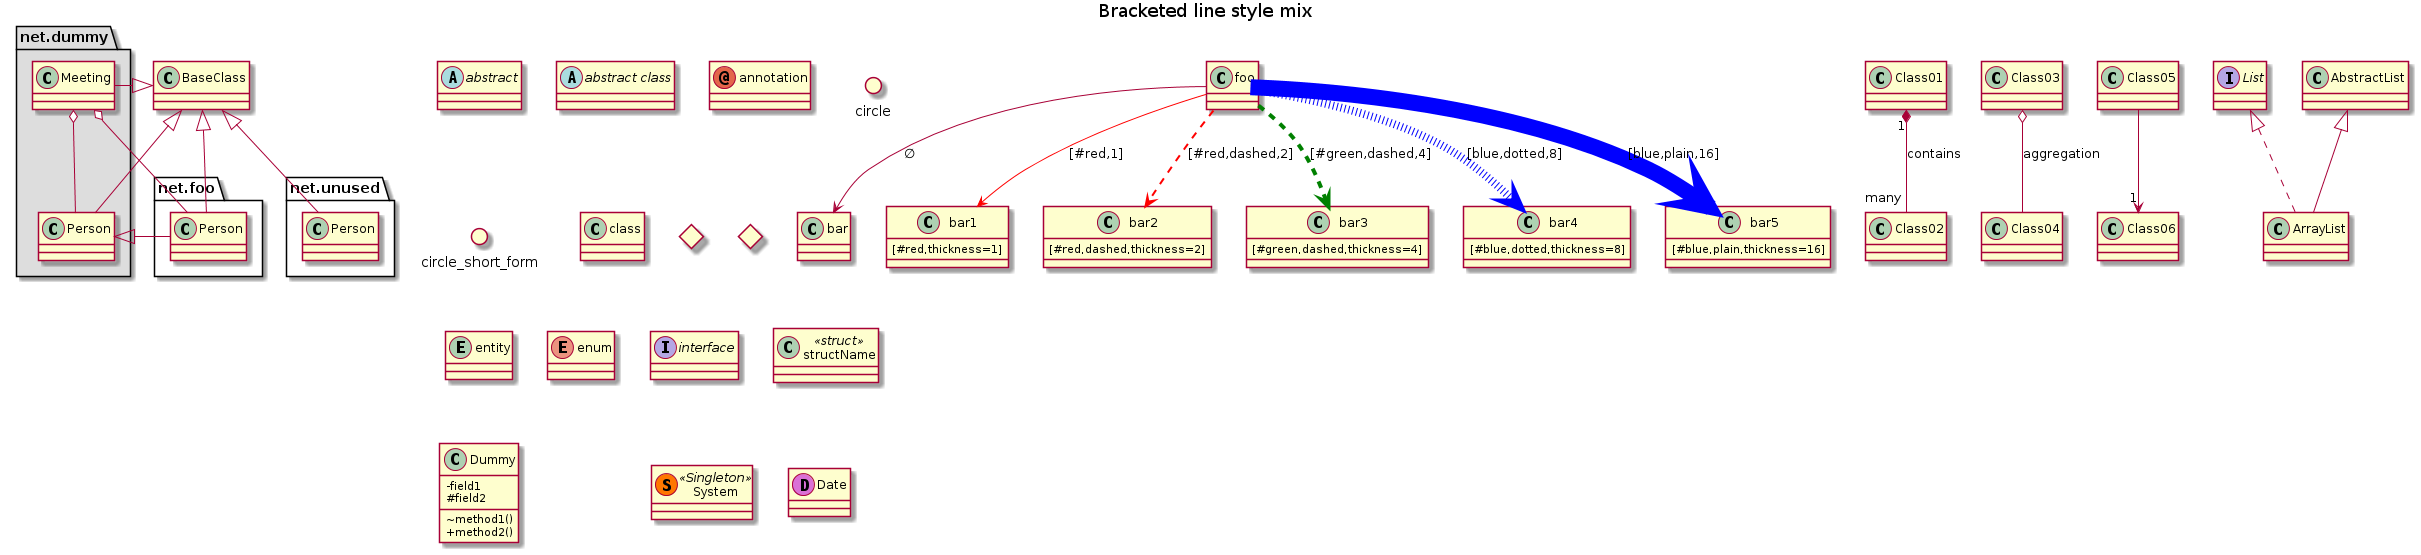 Bracketed line style mix
net.dummy
C Meeting
C BaseClass
A abstract
A abstract class
@ annotation
circle
C foo
C Class01
C Class03
C Class05
I List
C AbstractList
1
∅
[#red,1]
[#red,dashed,2]
[#green,dashed,4]
[blue,dotted,8]
[blue,plain,16]
contains
aggregation
many
1
net.foo
net.unused
C Person
C Person
C Person
circle_short_form
C class
C bar
C bar1
[#red,thickness=1]
C bar2
[#red,dashed,thickness=2]
C bar3
[#green,dashed,thickness=4]
C bar4
[#blue,dotted,thickness=8]
C bar5
[#blue,plain,thickness=16]
C Class02
C Class04
C Class06
C ArrayList
E entity
E enum
I interface
C «struct»
structName
C Dummy
-field1
#field2
~method1()
+method2()
S «Singleton»
System
D Date